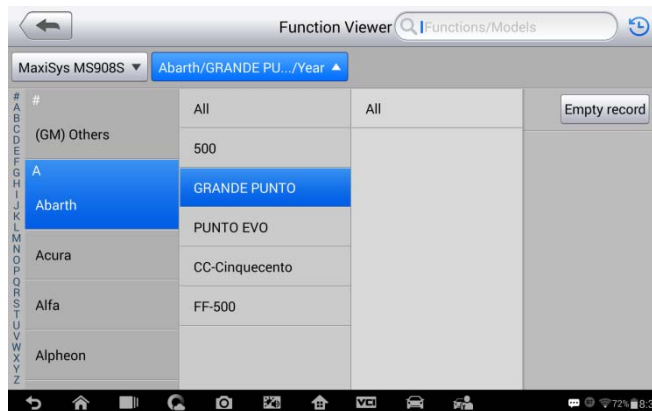 Function Viewer
Functions/Models
MaxiSys MS908S
Abarth/GRANDE PU.../Year
#
A
B
C
D
E
F
G
H
I
J
K
L
M
N
O
P
Q
R
S
T
U
V
W
X
Y
Z
#
(GM) Others
A
Abarth
Acura
Alfa
Alpheon
All
500
GRANDE PUNTO
PUNTO EVO
CC-Cinquecento
FF-500
All
Empty record
VCI
72%